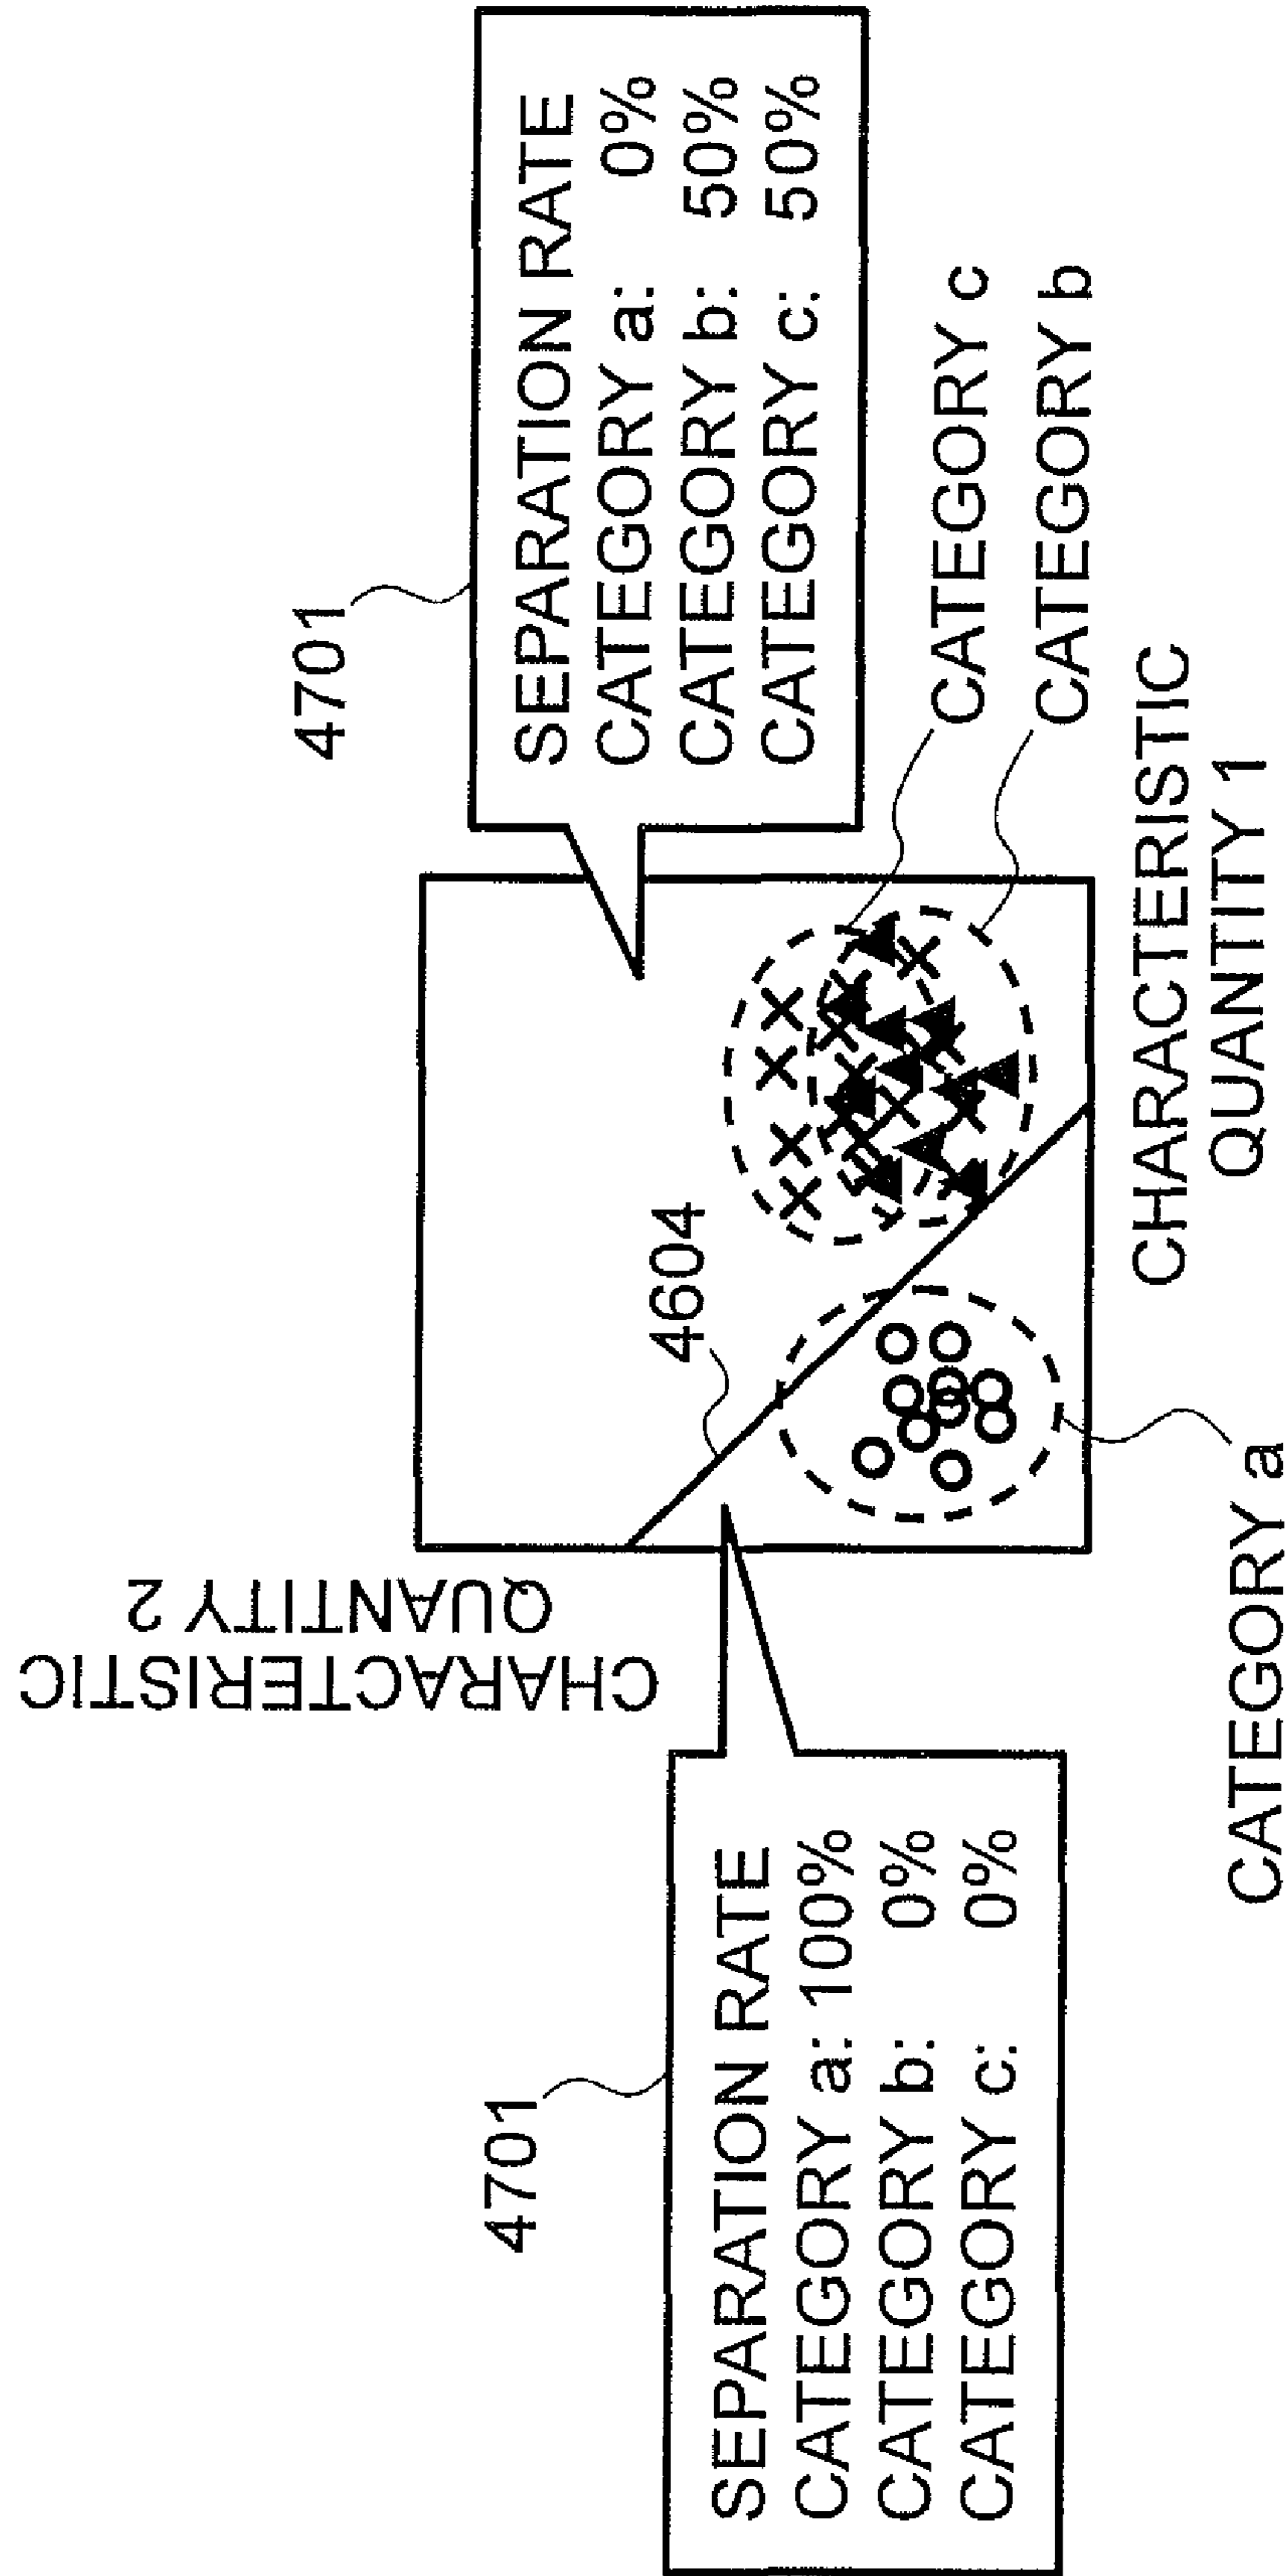 CHARACTERISTIC
QUANTITY 2
4701
SEPARATION RATE
CATEGORY a: 100%
CATEGORY b: 0%
CATEGORY c: 0%
4604
4701
SEPARATION RATE
CATEGORY a: 0%
CATEGORY b: 50%
CATEGORY c: 50%
CATEGORY c
CATEGORY b
CHARACTERISTIC
QUANTITY 1
CATEGORY a